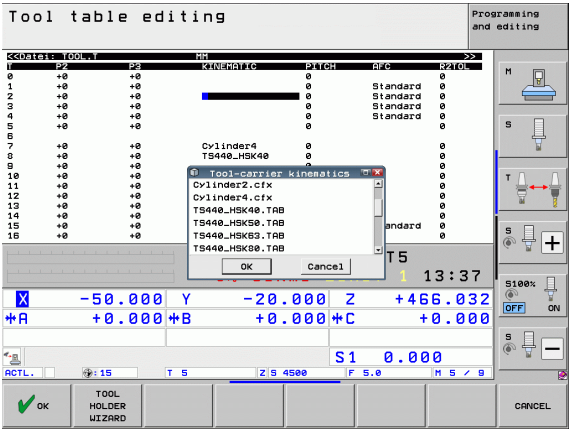 Tool table editing
Programming
and editing
<<Datei: TOOL.T MM >>
T P2 P3 KINEMATIC PITCH AFC R2TOL
0 +0 +0 0 0
1 +0 +0 0 Standard 0
2 +0 +0 0 Standard 0
3 +0 +0 0 Standard 0
4 +0 +0 0 Standard 0
5 +0 +0 0 0
6
7 +0 +0 Cylinder4 0 0
8 +0 +0 TS440_HSK40 0 0
9 +0 +0 0 0
10 +0 +0 0
11 +0 +0 0
12 +0 +0 0
13 +0 +0 0
14 +0 +0 0
15 +0 +0 andard 0
16 +0 +0 0
Tool-carrier kinematics
Cylinder2.cfx
Cylinder4.cfx
TS440_HSK40.TAB
TS440_HSK50.TAB
TS440_HSK63.TAB
TS440_HSK80.TAB
OK Cancel
T5
1 13:37
X -50.000 Y -20.000 Z +466.032
A +0.000 B +0.000 C +0.000
S1 0.000
ACTL. :15 T 5 Z S 4500 F 5.0 M 5 / 9
M
S
T
S
S100%
OFF ON
S
OK
TOOL
HOLDER
WIZARD
CANCEL